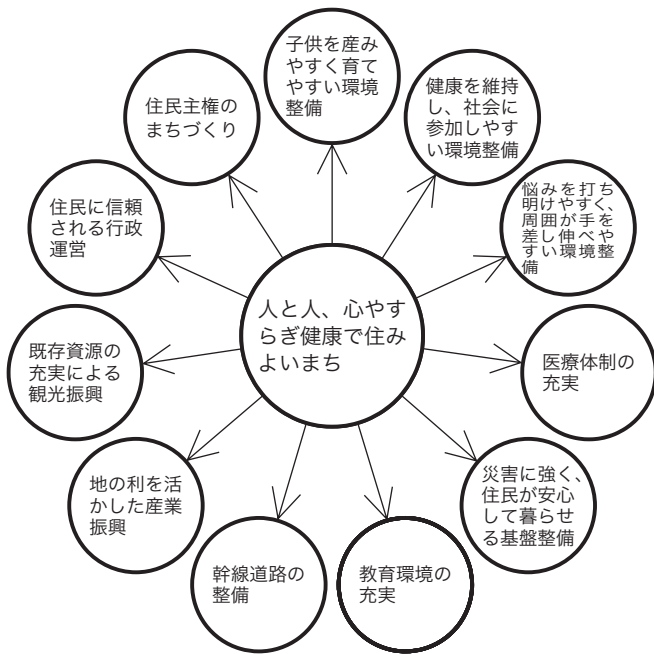 子供を産み
やすく育て
やすい環境
整備
健康を維持
し、社会に
参加しやす
い環境整備
悩みを打ち
明けやすく、
周囲が手を
差し伸べや
すい環境整
備
医療体制の
充実
災害に強く、
住民が安心
して暮らせ
る基盤整備
教育環境の
充実
幹線道路の
整備
地の利を活
かした産業
振興
既存資源の
充実による
観光振興
住民に信頼
される行政
運営
住民主権の
まちづくり
人と人、心やす
らぎ健康で住み
よいまち